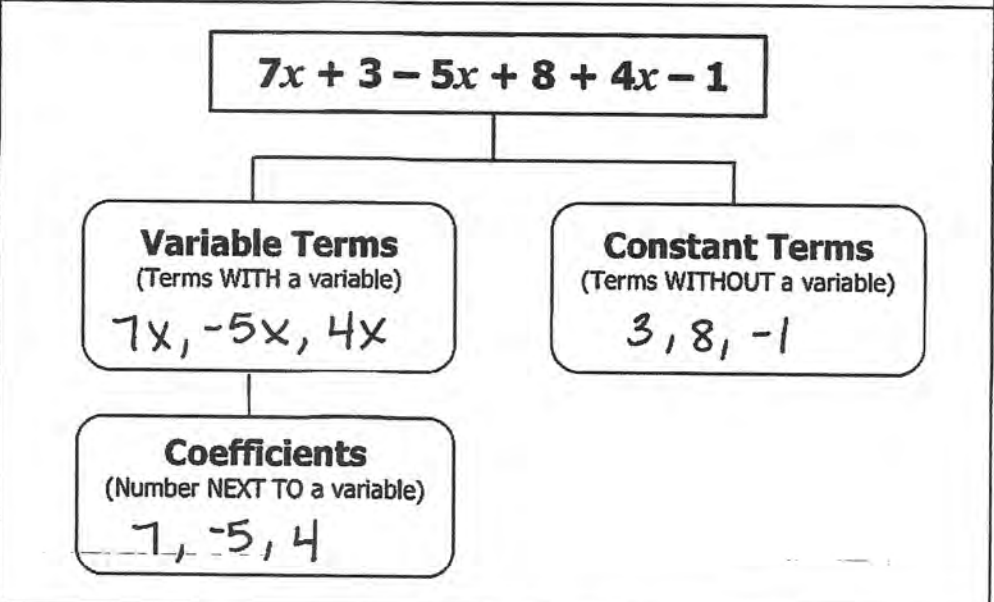 7x + 3 – 5x + 8 + 4x – 1
Variable Terms
(Terms WITH a variable)
7x, -5x, 4x
Constant Terms
(Terms WITHOUT a variable)
3, 8, -1
Coefficients
(Number NEXT TO a variable)
7, -5, 4